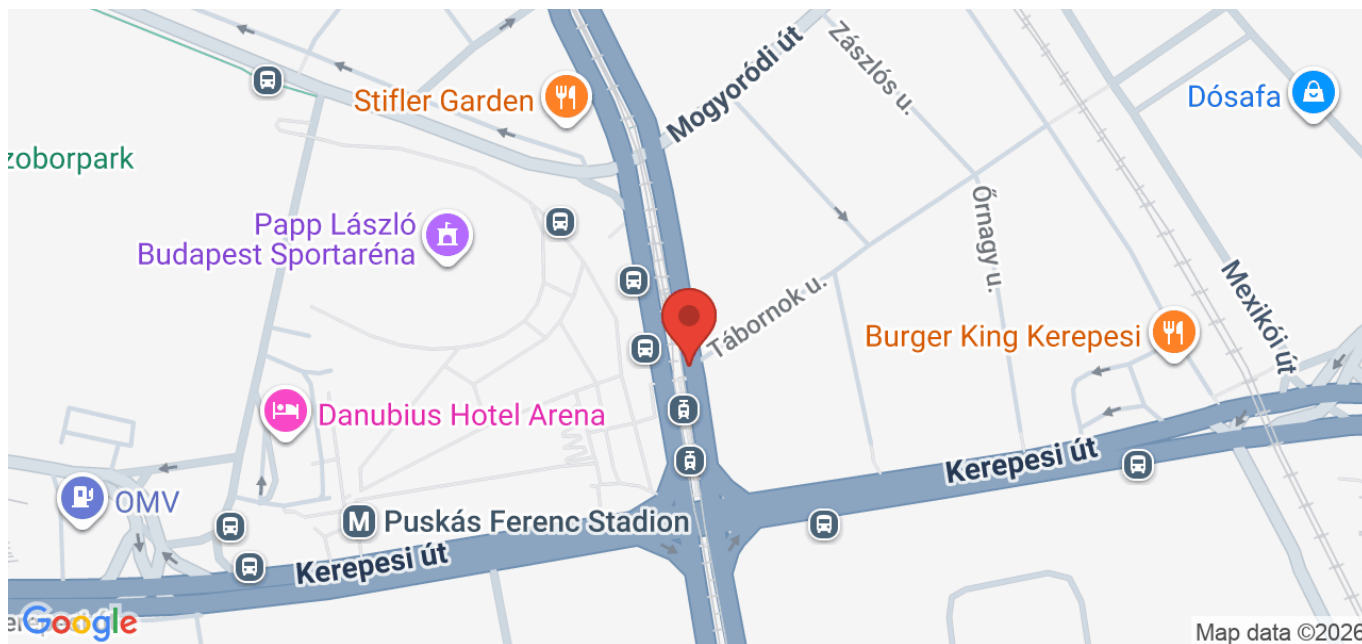 Stifler Garden
Mogyoródi út
Zászlós u.
Dósafa
zoborpark
Papp László
Budapest Sportaréna
Őrnagy u.
Tábornok u.
Mexikói út
Burger King Kerepesi
Danubius Hotel Arena
Kerepesi út
OMV
M
Puskás Ferenc Stadion
Kerepesi út
Google
Map data ©2026